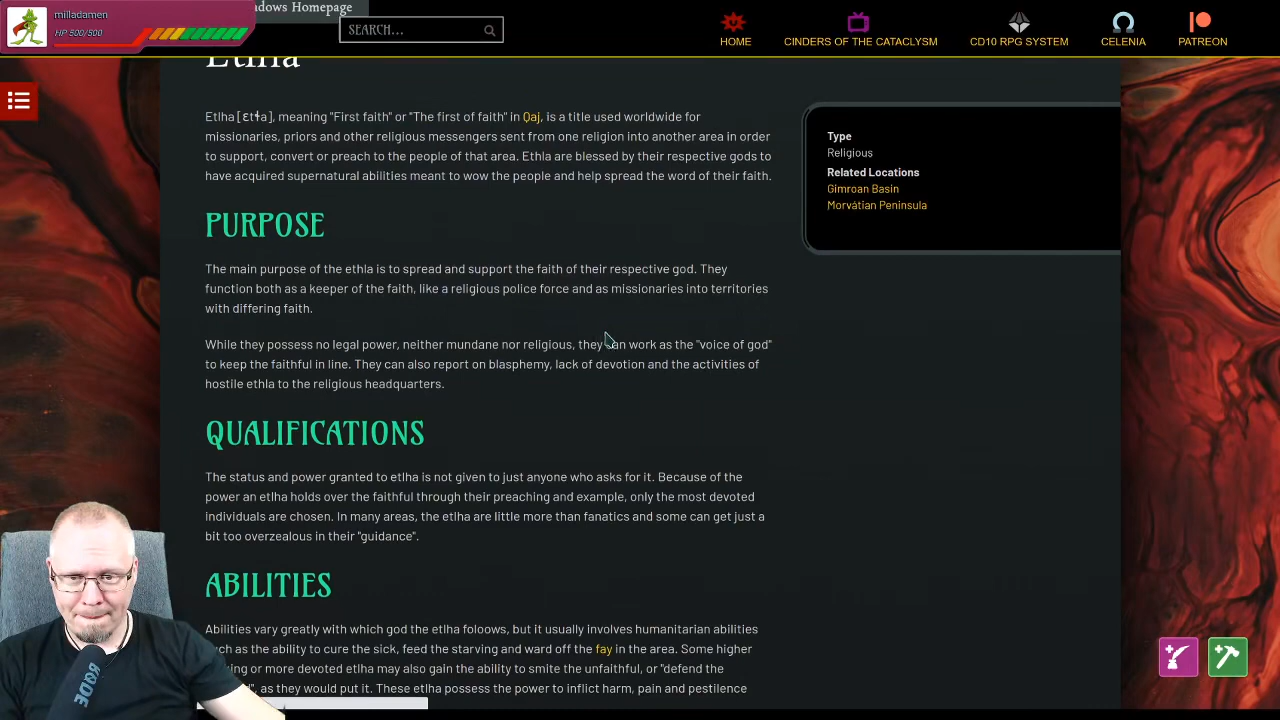 milladamen
HP 500/500
dows Homepage
SEARCH...
HOME
CINDERS OF THE CATACLYSM
CD10 RPG SYSTEM
CELENIA
PATREON
Etlha
Etlha [ɛtɬa], meaning "First faith" or "The first of faith" in Qaj, is a title used worldwide for
missionaries, priors and other religious messengers sent from one religion into another area in order
to support, convert or preach to the people of that area. Ethla are blessed by their respective gods to
have acquired supernatural abilities meant to wow the people and help spread the word of their faith.
Type
Religious
Related Locations
Gimroan Basin
Morvátian Peninsula
PURPOSE
The main purpose of the ethla is to spread and support the faith of their respective god. They
function both as a keeper of the faith, like a religious police force and as missionaries into territories
with differing faith.
While they possess no legal power, neither mundane nor religious, they can work as the "voice of god"
to keep the faithful in line. They can also report on blasphemy, lack of devotion and the activities of
hostile ethla to the religious headquarters.
QUALIFICATIONS
The status and power granted to etlha is not given to just anyone who asks for it. Because of the
power an etlha holds over the faithful through their preaching and example, only the most devoted
individuals are chosen. In many areas, the etlha are little more than fanatics and some can get just a
bit too overzealous in their "guidance".
ABILITIES
Abilities vary greatly with which god the etlha foloows, but it usually involves humanitarian abilities
such as the ability to cure the sick, feed the starving and ward off the fay in the area. Some higher
king or more devoted etlha may also gain the ability to smite the unfaithful, or "defend the
", as they would put it. These etlha possess the power to inflict harm, pain and pestilence